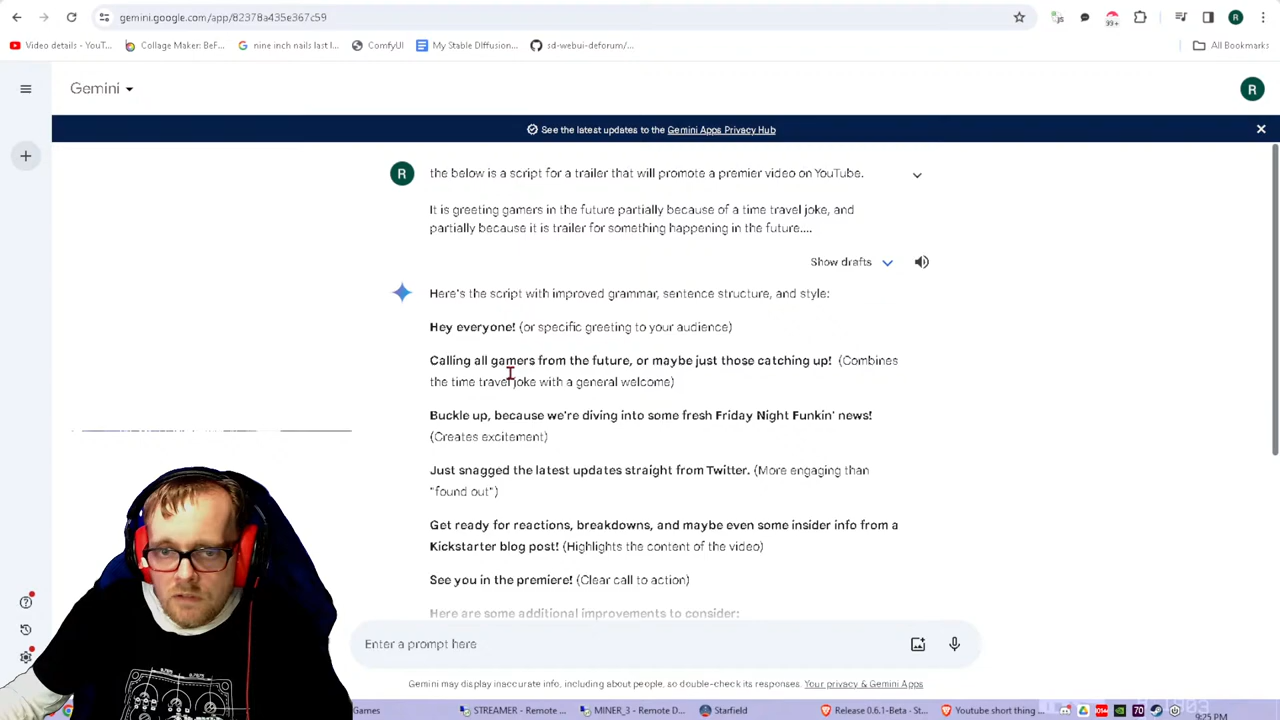 gemini.google.com/app/82378a435e367c59
99+
R
Video details - YouT...
Collage Maker: BeF...
nine inch nails last l...
ComfyUI
My Stable DIffusion...
sd-webui-deforum/...
All Bookmarks
Gemini
R
See the latest updates to the Gemini Apps Privacy Hub
R
the below is a script for a trailer that will promote a premier video on YouTube.
It is greeting gamers in the future partially because of a time travel joke, and
partially because it is trailer for something happening in the future....
Show drafts
Here's the script with improved grammar, sentence structure, and style:
Hey everyone! (or specific greeting to your audience)
Calling all gamers from the future, or maybe just those catching up! (Combines
the time travel joke with a general welcome)
Buckle up, because we're diving into some fresh Friday Night Funkin' news!
(Creates excitement)
Just snagged the latest updates straight from Twitter. (More engaging than
"found out")
Get ready for reactions, breakdowns, and maybe even some insider info from a
Kickstarter blog post! (Highlights the content of the video)
See you in the premiere! (Clear call to action)
Here are some additional improvements to consider:
Enter a prompt here
Gemini may display inaccurate info, including about people, so double-check its responses. Your privacy & Gemini Apps
Games
STREAMER - Remote ...
MINER_3 - Remote D...
Starfield
Release 0.6.1-Beta - St...
Youtube short thing ...
70
9:25 PM